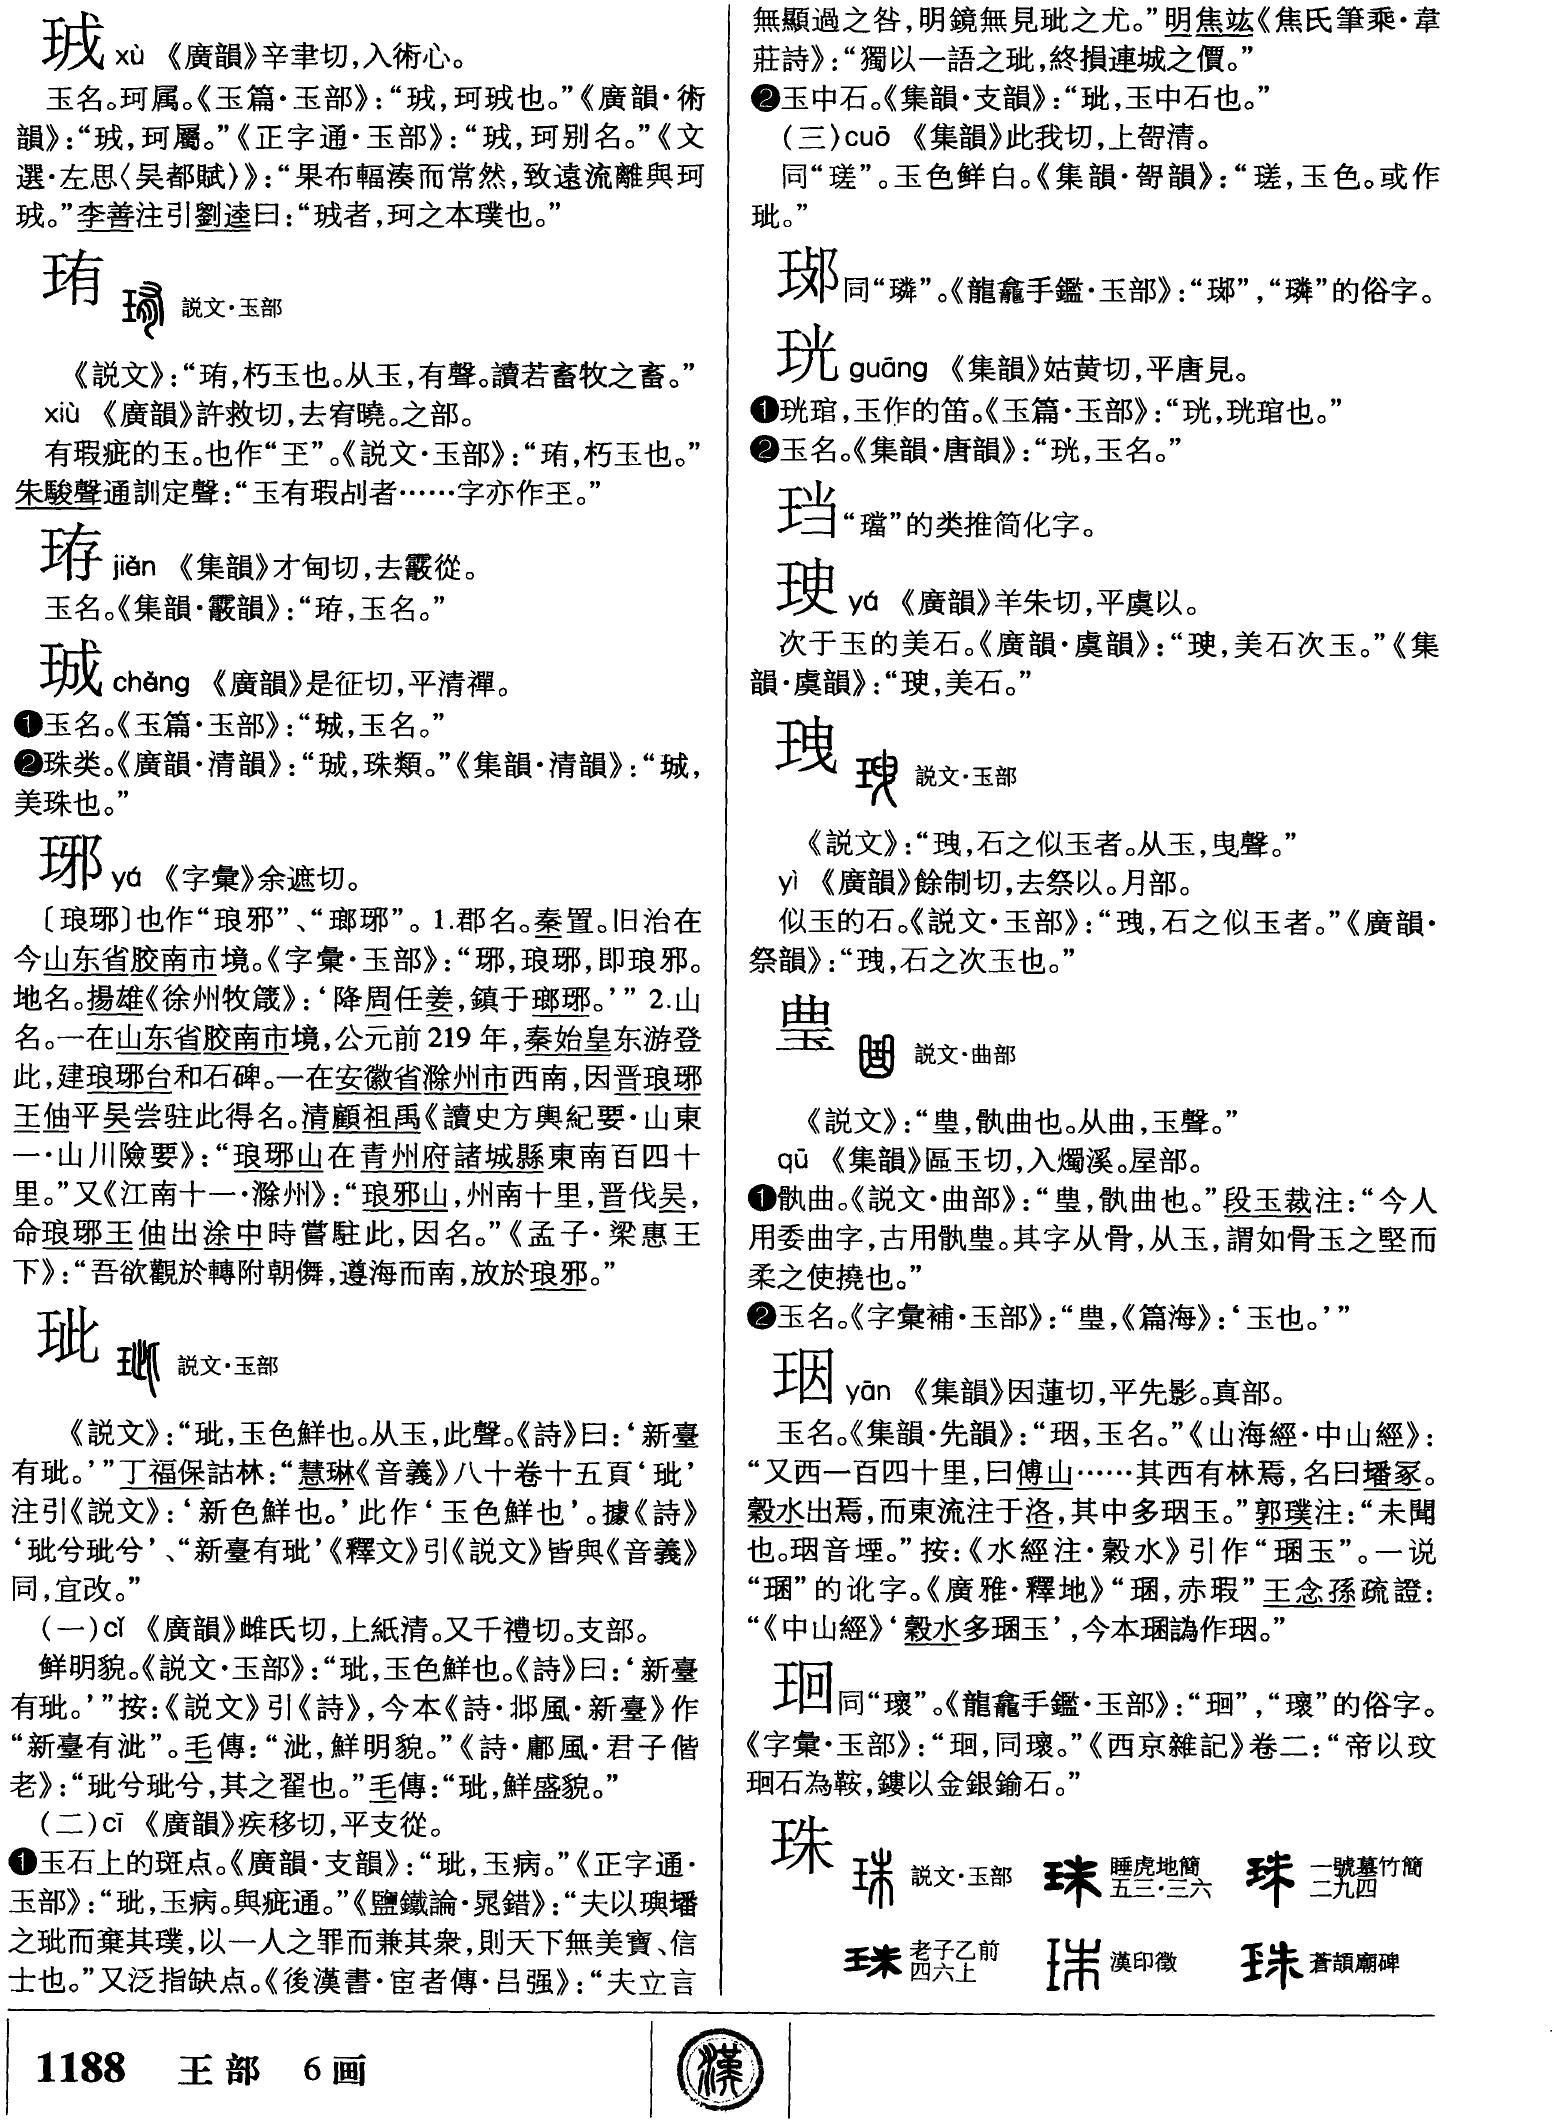 珬 xù 《廣韻》辛聿切，入術心。
玉名。珂属。《玉篇·玉部》：“珬，珂珬也。”《廣韻·術
韻》：“珬，珂屬。”《正字通·玉部》：“珬，珂别名。”《文
選·左思〈吴都賦〉》：“果布輻湊而常然，致遠流離與珂
珬。”李善注引劉逵曰：“珬者，珂之本璞也。”
珛 説文·玉部
《説文》：“珛，朽玉也。从玉，有聲。讀若畜牧之畜。”
xiù 《廣韻》許救切，去宥曉。之部。
有瑕疵的玉。也作“玊”。《説文·玉部》：“珛，朽玉也。”
朱駿聲通訓定聲：“玉有瑕刮者……字亦作玊。”
珔 jiàn 《集韻》才甸切，去霰從。
玉名。《集韻·霰韻》：“珔，玉名。”
珹 chéng 《廣韻》是征切，平清禪。
❶玉名。《玉篇·玉部》：“珹，玉名。”
❷珠类。《廣韻·清韻》：“珹，珠類。”《集韻·清韻》：“珹，
美珠也。”
琊 yá 《字彙》余遮切。
〔琅琊〕也作“琅邪”、“瑯琊”。1.郡名。秦置。旧治在
今山东省胶南市境。《字彙·玉部》：“琊，琅琊，即琅邪。
地名。揚雄《徐州牧箴》：‘降周任姜，鎮于瑯琊。’”2.山
名。一在山东省胶南市境，公元前219年，秦始皇东游登
此，建琅琊台和石碑。一在安徽省滁州市西南，因晋琅琊
王伷平吴尝驻此得名。清顧祖禹《讀史方輿紀要·山東
一·山川險要》：“琅琊山在青州府諸城縣東南百四十
里。”又《江南十一·滁州》：“琅邪山，州南十里，晋伐吴，
命琅琊王伷出涂中時嘗駐此，因名。”《孟子·梁惠王
下》：“吾欲觀於轉附朝儛，遵海而南，放於琅邪。”
玼 説文·玉部
《説文》：“玼，玉色鮮也。从玉，此聲。《詩》曰：‘新臺
有玼。’”丁福保詁林：“慧琳《音義》八十卷十五頁‘玼’
注引《説文》：‘新色鮮也。’此作‘玉色鮮也’。據《詩》
‘玼兮玼兮’、“新臺有玼’《釋文》引《説文》皆與《音義》
同，宜改。”
（一）cǐ 《廣韻》雌氏切，上紙清。又千禮切。支部。
鲜明貌。《説文·玉部》：“玼，玉色鮮也。《詩》曰：‘新臺
有玼。’”按：《説文》引《詩》，今本《詩·邶風·新臺》作
“新臺有泚”。毛傳：“泚，鮮明貌。”《詩·鄘風·君子偕
老》：“玼兮玼兮，其之翟也。”毛傳：“玼，鮮盛貌。”
（二）cī 《廣韻》疾移切，平支從。
❶玉石上的斑点。《廣韻·支韻》：“玼，玉病。”《正字通·
玉部》：“玼，玉病。與疵通。”《鹽鐵論·晁錯》：“夫以璵璠
之玼而棄其璞，以一人之罪而兼其衆，則天下無美寶、信
士也。”又泛指缺点。《後漢書·宦者傳·吕强》：“夫立言
無顯過之咎，明鏡無見玼之尤。”明焦竑《焦氏筆乘·韋
莊詩》：“獨以一語之玼，終損連城之價。”
❷玉中石。《集韻·支韻》：“玼，玉中石也。”
（三）cuō 《集韻》此我切，上哿清。
同“瑳”。玉色鲜白。《集韻·哿韻》：“瑳，玉色。或作
玼。”
同“璘”。《龍龕手鑑·玉部》：“”，“璘”的俗字。
珖 guāng 《集韻》姑黄切，平唐見。
❶珖琯，玉作的笛。《玉篇·玉部》：“珖，珖琯也。”
❷玉名。《集韻·唐韻》：“珖，玉名。”
珰 “璫”的类推简化字。
yú 《廣韻》羊朱切，平虞以。
次于玉的美石。《廣韻·虞韻》：“，美石次玉。”《集
韻·虞韻》：“，美石。”
説文·玉部
《説文》：“，石之似玉者。从玉，曳聲。”
yì 《廣韻》餘制切，去祭以。月部。
似玉的石。《説文·玉部》：“，石之似玉者。”《廣韻·
祭韻》：“，石之次玉也。”
豊 説文·曲部
《説文》：“，骫曲也。从曲，玉聲。”
qū 《集韻》區玉切，入燭溪。屋部。
❶骫曲。《説文·曲部》：“，骫曲也。”段玉裁注：“今人
用委曲字，古用骫。其字从骨，从玉，謂如骨玉之堅而
柔之使撓也。”
❷玉名。《字彙補·玉部》：“，《篇海》：‘玉也。’”
珚 yān 《集韻》因蓮切，平先影。真部。
玉名。《集韻·先韻》：“珚，玉名。”《山海經·中山經》：
“又西一百四十里，曰傅山……其西有林焉，名曰墦冢。
穀水出焉，而東流注于洛，其中多珚玉。”郭璞注：“未聞
也。珚音堙。”按：《水經注·穀水》引作“琘玉”。一说
“”的讹字。《廣雅·釋地》“，赤瑕”王念孫疏證：
“《中山經》‘穀水多玉’，今本譌作珚。”
珋 同“瓌”。《龍龕手鑑·玉部》：“”，“瓌”的俗字。
《字彙·玉部》：“，同瓌。”《西京雜記》卷二：“帝以玟
石為鞍，鏤以金銀鍮石。”
珠 説文·玉部 睡虎地簡五三·三六 一號墓竹簡二九四
老子乙前四六上 漢印徵 蒼頡廟碑
1188 王部 6画
漢